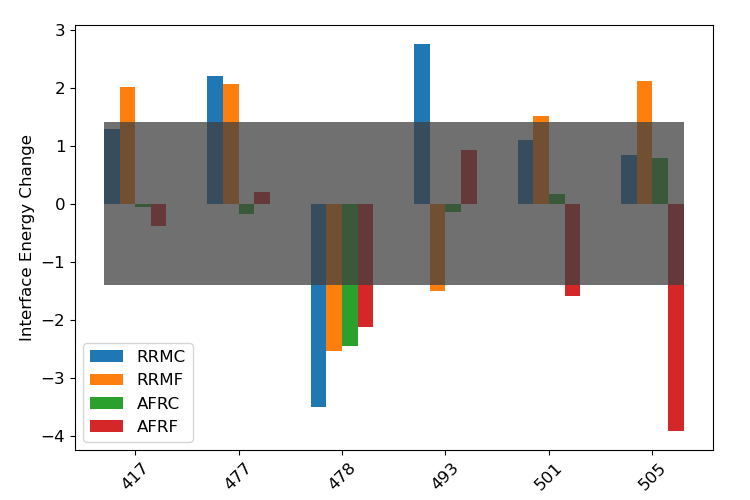 3
2
1
0
−1
−2
−3
−4
Interface Energy Change
RRMC
RRMF
AFRC
AFRF
417
477
478
493
501
505